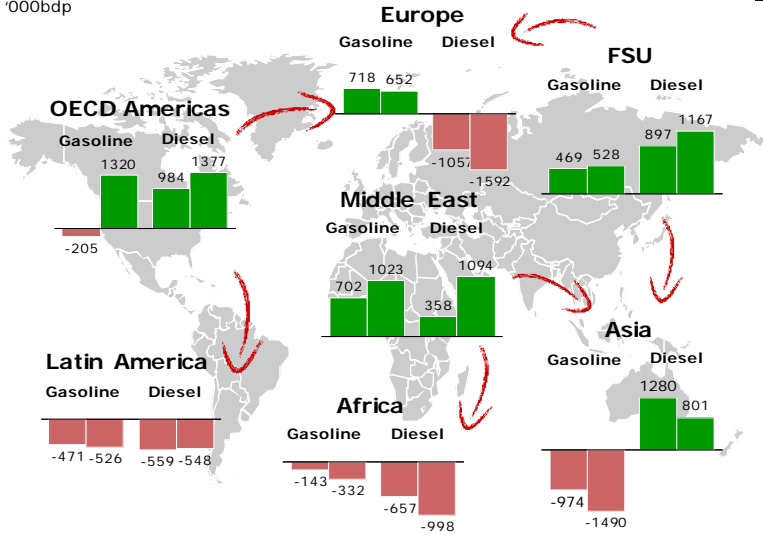 '000bdp
Europe
Gasoline Diesel
718 652
-1057 -1592
FSU
Gasoline Diesel
469 528 897 1167
OECD Americas
Gasoline Diesel
-205 1320 984 1377
Middle East
Gasoline Diesel
702 1023 358 1094
Asia
Gasoline Diesel
-974 -1490 1280 801
Latin America
Gasoline Diesel
-471 -526 -559 -548
Africa
Gasoline Diesel
-143 -332 -657 -998